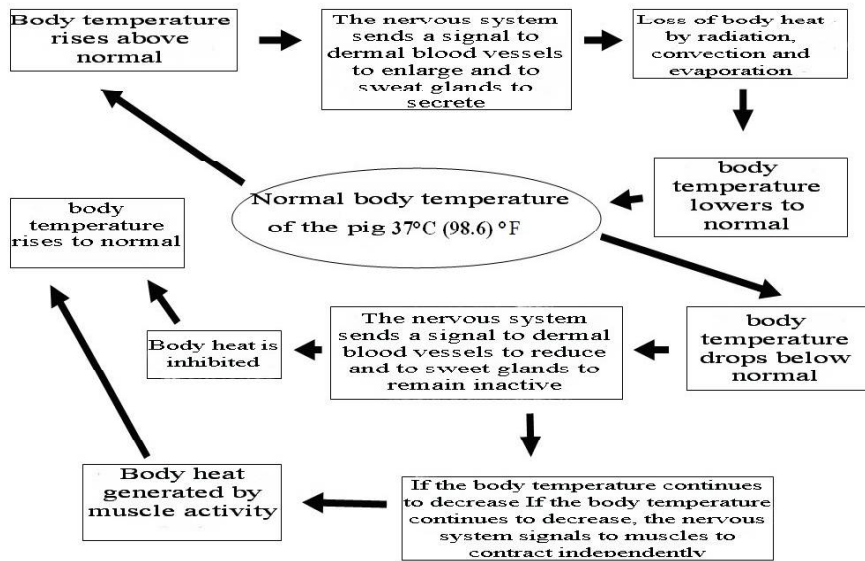 Body temperature
rises above
normal
The nervous system
sends a signal to
dermal blood vessels
to enlarge and to
sweat glands to
secrete
Loss of body heat
by radiation,
convection and
evaporation
body
temperature
lowers to
normal
Normal body temperature
of the pig 37°C (98.6) °F
body
temperature
rises to normal
body
temperature
drops below
normal
The nervous system
sends a signal to dermal
blood vessels to reduce
and to sweet glands to
remain inactive
Body heat is
inhibited
If the body temperature continues
to decrease If the body temperature
continues to decrease, the nervous
system signals to muscles to
contract independently
Body heat
generated by
muscle activity